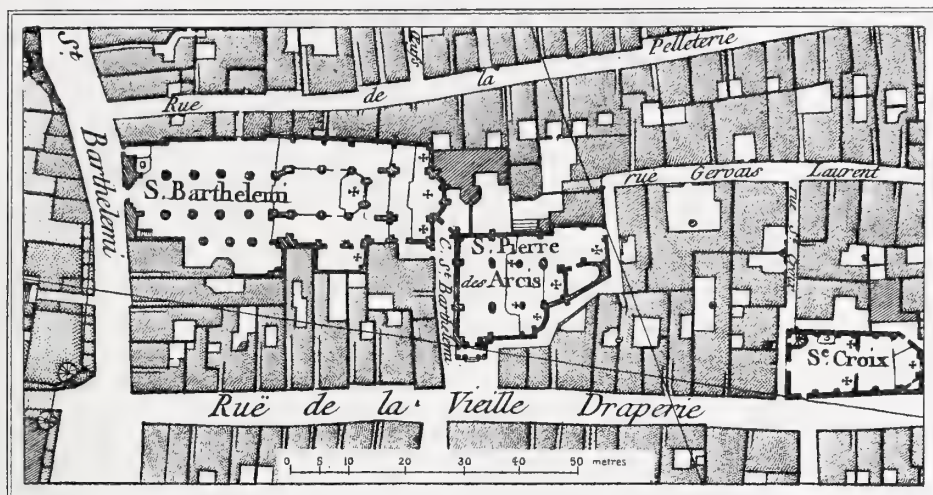 St Barthelemi
Rue de la Pelleterie
S. Barthelemi
rue Gervais Laurent
C. St Barthelemi
St Pierre
des Arcis
Ste Croix
Ruë de la Vieille Draperie
0 5 10 20 30 40 50 metres